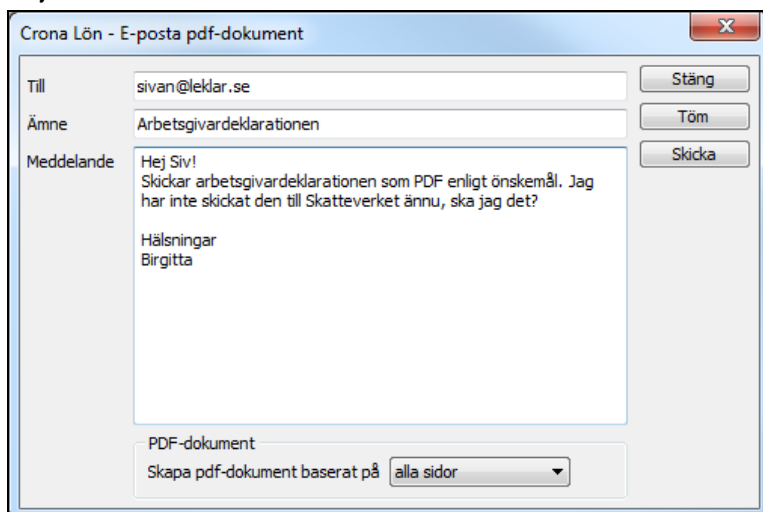 Crona Lön - E-posta pdf-dokument
Till
sivan@leklar.se
Stäng
Ämne
Arbetsgivardeklarationen
Töm
Meddelande
Hej Siv!
Skickar arbetsgivardeklarationen som PDF enligt önskemål. Jag
har inte skickat den till Skatteverket ännu, ska jag det?
Hälsningar
Birgitta
Skicka
PDF-dokument
Skapa pdf-dokument baserat på alla sidor